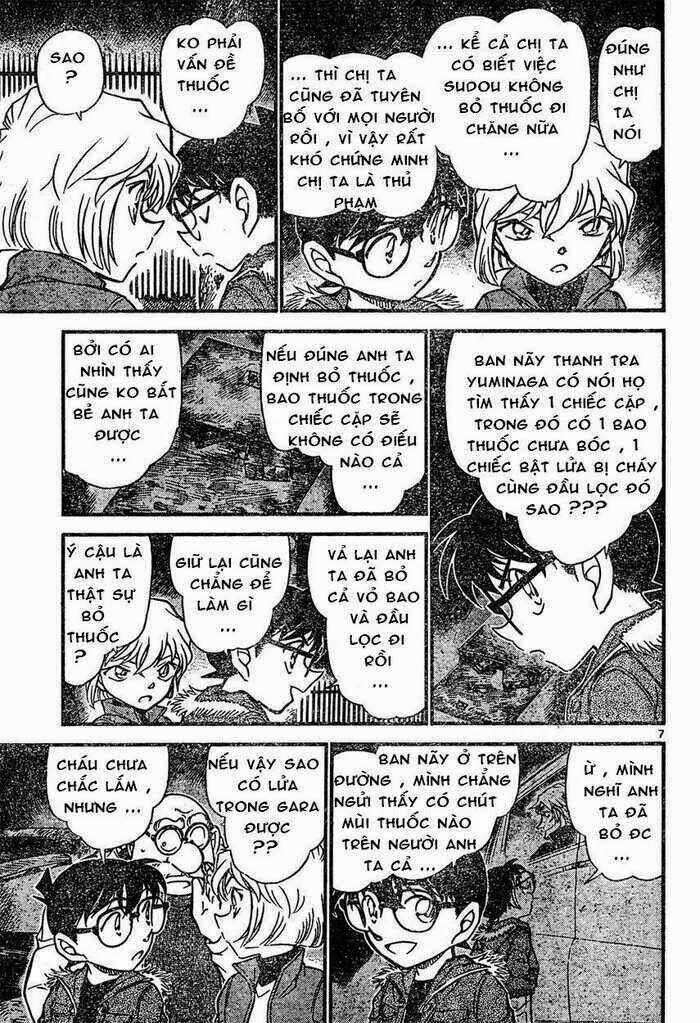 ĐÚNG
NHƯ
CHỊ
TA
NÓI
... KỂ CẢ CHỊ TA
CÓ BIẾT VIỆC
SUDOU KHÔNG
BỎ THUỐC ĐI
CHĂNG NỮA
...
... THÌ CHỊ TA
CŨNG ĐÃ TUYÊN
BỐ VỚI MỌI NGƯỜI
RỒI , VÌ VẬY RẤT
KHÓ CHỨNG MINH
CHỊ TA LÀ THỦ
PHẠM
KO PHẢI
VẤN ĐỀ
THUỐC
...
SAO
?
BAN NÃY THANH TRA
YUMINAGA CÓ NÓI HỌ
TÌM THẤY 1 CHIẾC CẶP ,
TRONG ĐÓ CÓ 1 BAO
THUỐC CHƯA BÓC , 1
CHIẾC BẬT LỬA BỊ CHÁY
CÙNG ĐẦU LỌC ĐÓ
SAO ???
NẾU ĐÚNG ANH TA
ĐỊNH BỎ THUỐC ,
BAO THUỐC TRONG
CHIẾC CẶP SẼ
KHÔNG CÓ ĐIẾU
NÀO CẢ
...
BỞI CÓ AI
NHÌN THẤY
CŨNG KO BẮT
BẺ ANH TA
ĐƯỢC
...
VẢ LẠI ANH
TA ĐÃ BỎ
CẢ VỎ BAO
VÀ ĐẦU
LỌC ĐI
RỒI
...
GIỮ LẠI CŨNG
CHẲNG ĐỂ
LÀM GÌ
...
Ý CẬU LÀ
ANH TA
THẬT SỰ
BỎ
THUỐC
?
7
Ừ , MÌNH
NGHĨ ANH
TA ĐÃ
BỎ ĐC
...
BAN NÃY Ở TRÊN
ĐƯỜNG , MÌNH CHẲNG
NGỬI THẤY CÓ CHÚT
MÙI THUỐC NÀO
TRÊN NGƯỜI ANH
TA CẢ ...
NẾU VẬY SAO
CÓ LỬA
TRONG GARA
ĐƯỢC
??
CHÁU CHƯA
CHẮC LẮM ,
NHƯNG ...